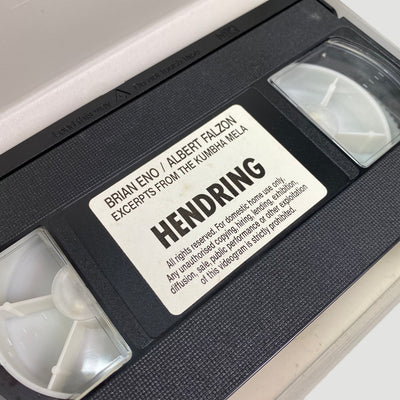 BRIAN ENO / ALBERT FALZON
EXCERPTS FROM THE KUMBHA MELA
HENDRING
All rights reserved. For domestic home use only.
Any unauthorised copying, hiring, lending, exhibition,
diffusion, sale, public performance or other exploitation
of this videogram is strictly prohibited.